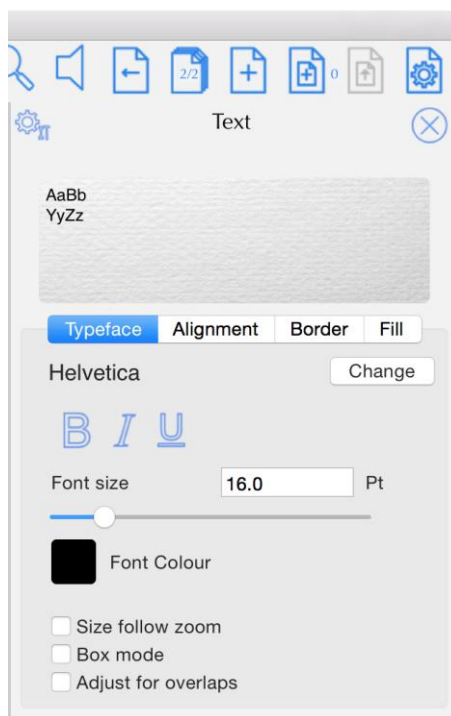 2/2 0
Text
AaBb
YyZz
Typeface Alignment Border Fill
Helvetica Change
B I U
Font size 16.0 Pt
Font Colour
Size follow zoom
Box mode
Adjust for overlaps